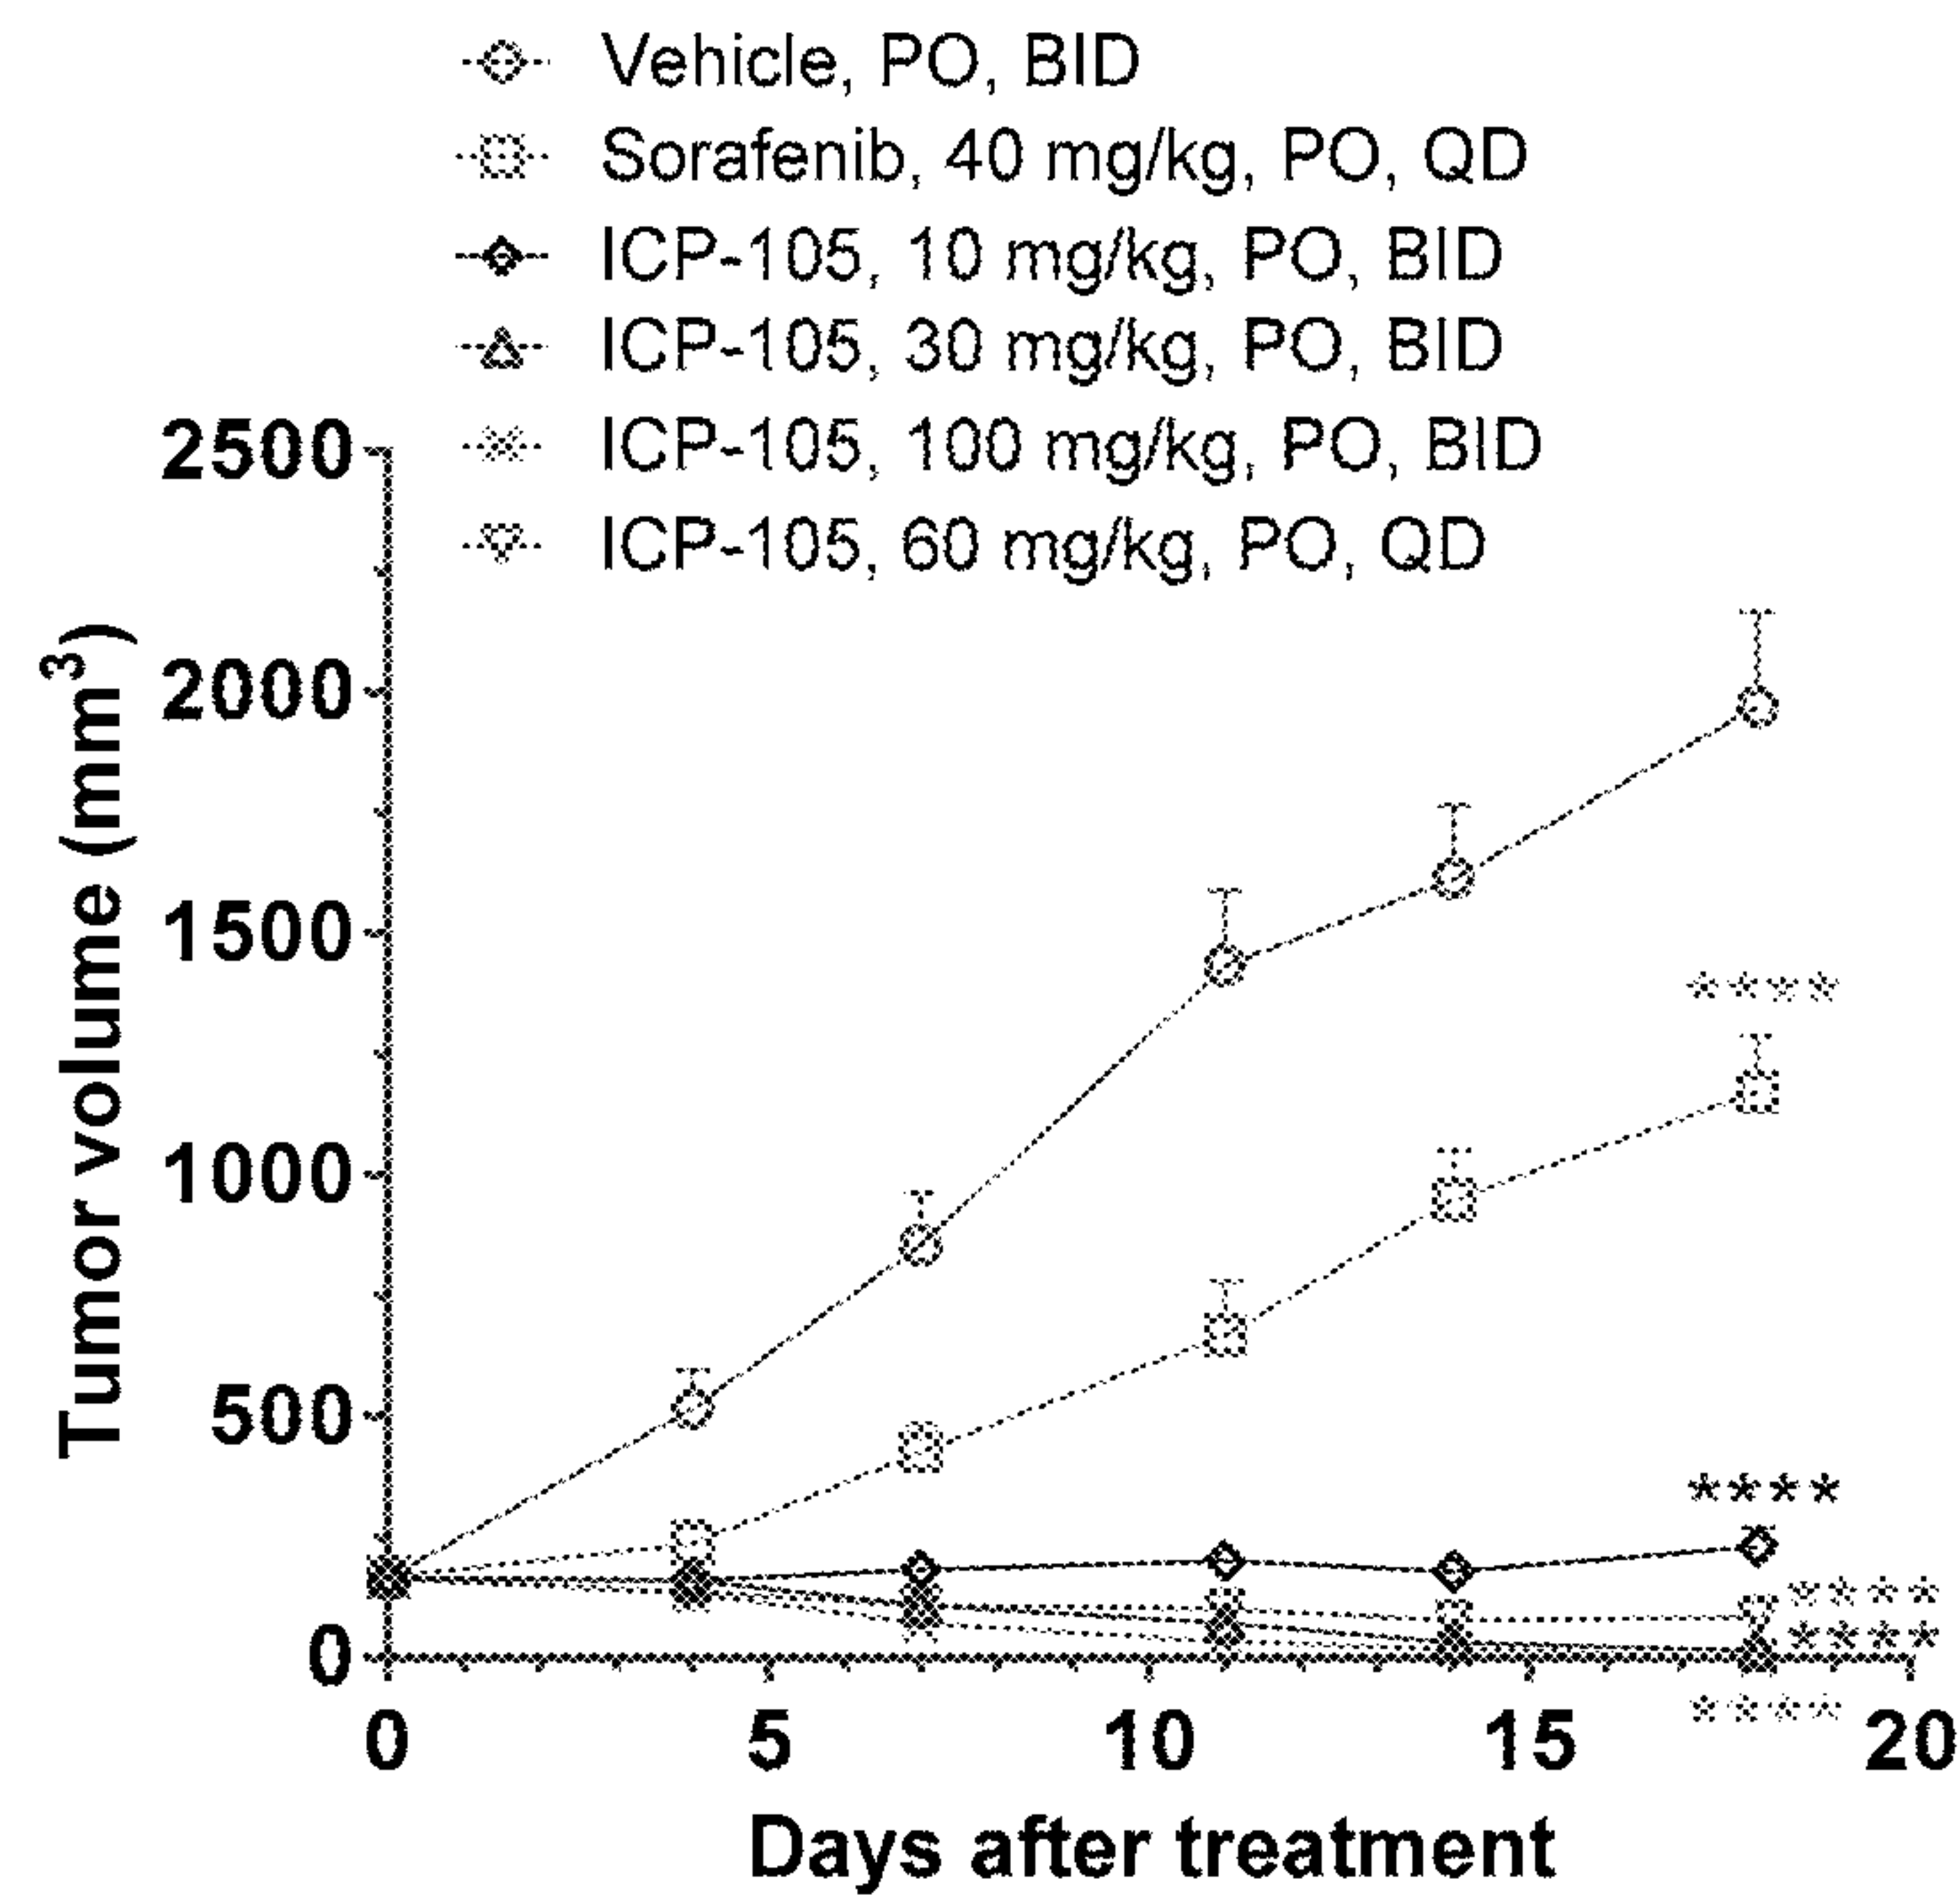 Vehicle, PO, BID
Sorafenib, 40 mg/kg, PO, QD
ICP-105, 10 mg/kg, PO, BID
ICP-105, 30 mg/kg, PO, BID
ICP-105, 100 mg/kg, PO, BID
ICP-105, 60 mg/kg, PO, QD
2500
2000
1500
1000
500
0
Tumor volume (mm³)
****
****
****
****
****
0 5 10 15 20
Days after treatment